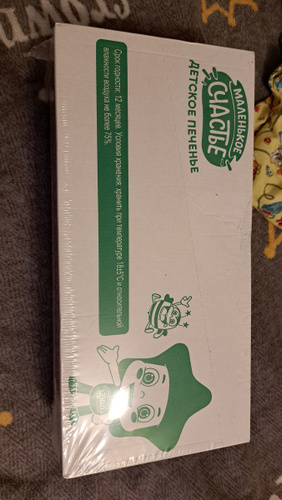 CROWN
МАЛЕНЬКОЕ
СЧАСТЬЕ
ДЕТСКОЕ ПЕЧЕНЬЕ
Срок годности: 12 месяцев. Условия хранения: хранить при температуре 18±5°С и относительной
влажности воздуха не более 75%.